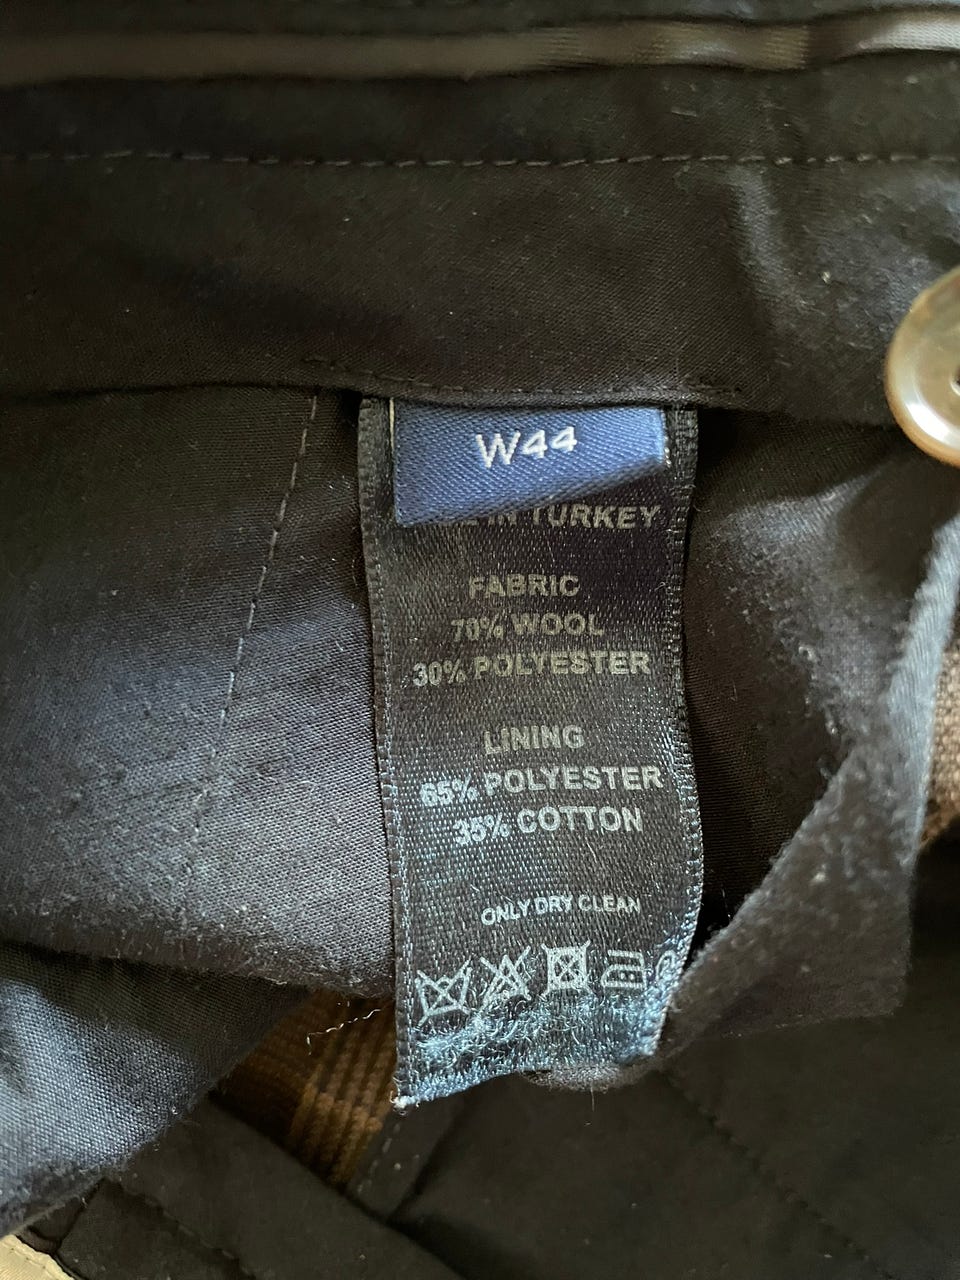 W44
IN TURKEY
FABRIC
70% WOOL
30% POLYESTER
LINING
65% POLYESTER
35% COTTON
ONLY DRY CLEAN